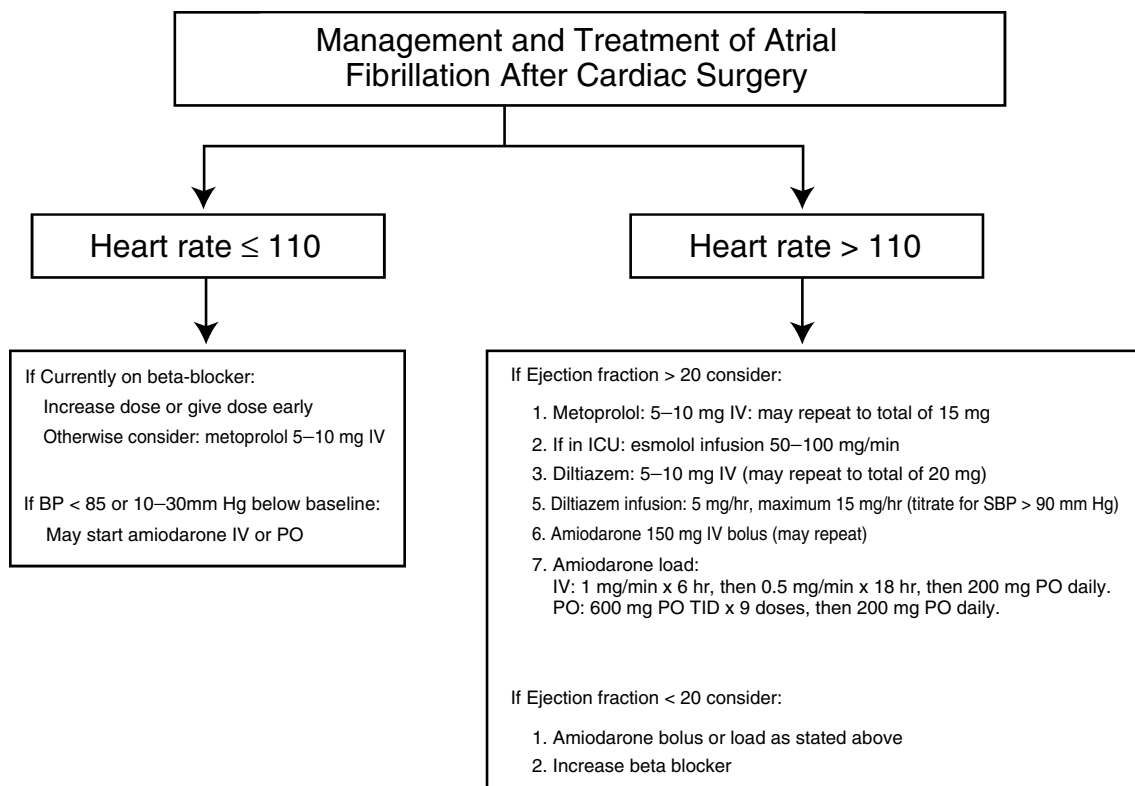 Management and Treatment of Atrial
Fibrillation After Cardiac Surgery
Heart rate ≤ 110
If Currently on beta-blocker:
Increase dose or give dose early
Otherwise consider: metoprolol 5–10 mg IV
If BP < 85 or 10–30mm Hg below baseline:
May start amiodarone IV or PO
Heart rate > 110
If Ejection fraction > 20 consider:
1. Metoprolol: 5–10 mg IV: may repeat to total of 15 mg
2. If in ICU: esmolol infusion 50–100 mg/min
3. Diltiazem: 5–10 mg IV (may repeat to total of 20 mg)
5. Diltiazem infusion: 5 mg/hr, maximum 15 mg/hr (titrate for SBP > 90 mm Hg)
6. Amiodarone 150 mg IV bolus (may repeat)
7. Amiodarone load:
IV: 1 mg/min x 6 hr, then 0.5 mg/min x 18 hr, then 200 mg PO daily.
PO: 600 mg PO TID x 9 doses, then 200 mg PO daily.
If Ejection fraction < 20 consider:
1. Amiodarone bolus or load as stated above
2. Increase beta blocker